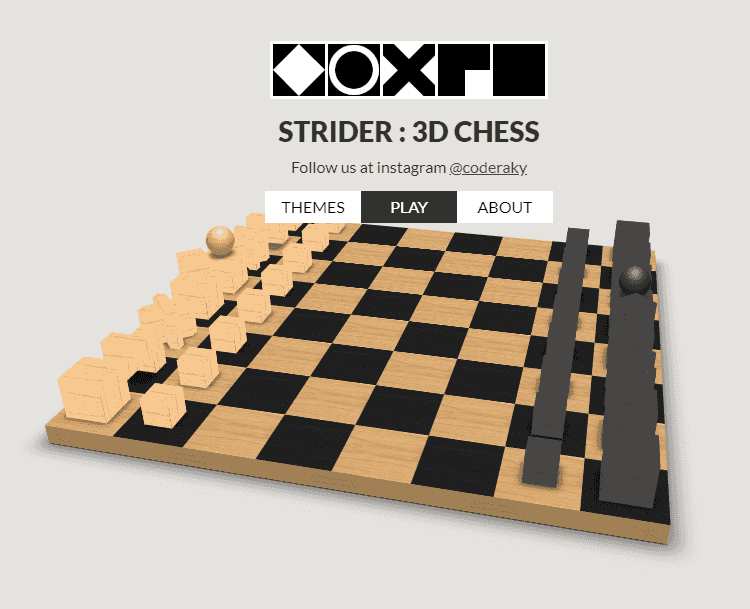 STRIDER : 3D CHESS
Follow us at instagram @coderaky
THEMES PLAY ABOUT